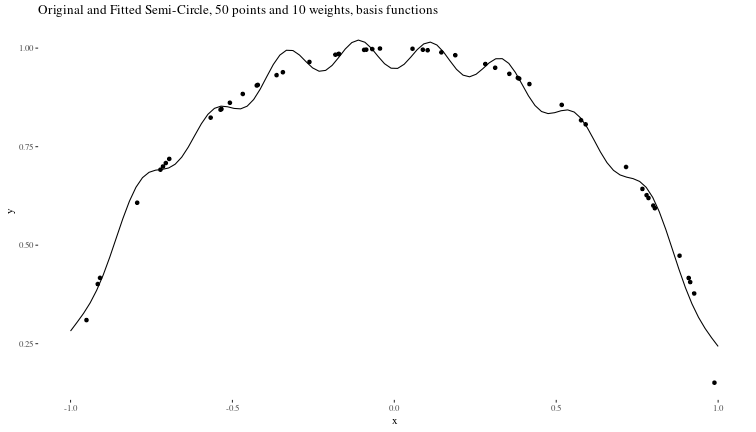 Original and Fitted Semi-Circle, 50 points and 10 weights, basis functions
1.00
0.75
y
0.50
0.25
-1.0 -0.5 0.0 0.5 1.0
x